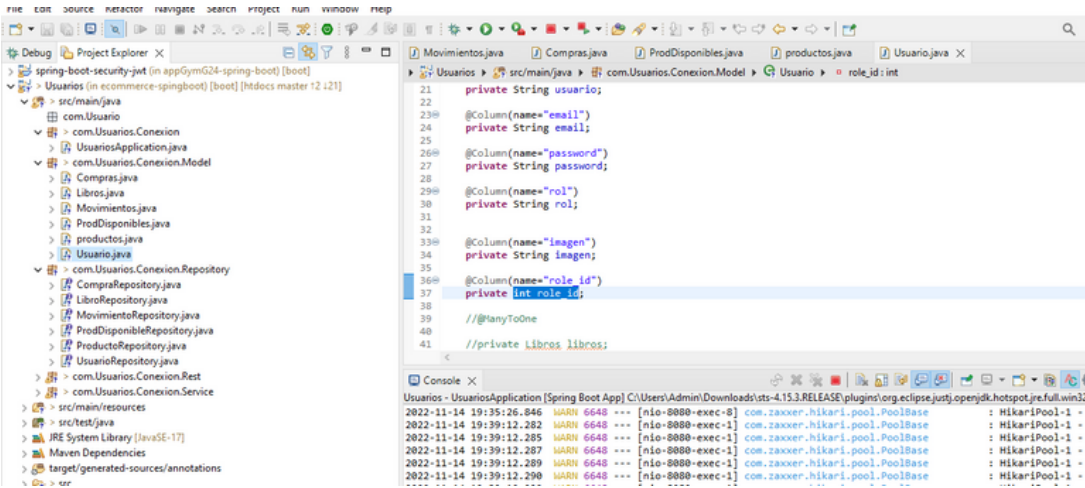 File Edit Source Refactor Navigate Search Project Run Window Help
Debug Project Explorer
spring-boot-security-jwt (in appGymG24-spring-boot) [boot]
> Usuarios (in ecommerce-spingboot) [boot] [htdocs master ↑2 ↓21]
> src/main/java
com.Usuario
> com.Usuarios.Conexion
UsuariosApplication.java
> com.Usuarios.Conexion.Model
Compras.java
Libros.java
Movimientos.java
ProdDisponibles.java
productos.java
Usuario.java
> com.Usuarios.Conexion.Repository
CompraRepository.java
LibroRepository.java
MovimientoRepository.java
ProdDisponibleRepository.java
ProductoRepository.java
UsuarioRepository.java
> com.Usuarios.Conexion.Rest
> com.Usuarios.Conexion.Service
> src/main/resources
> src/test/java
JRE System Library [JavaSE-17]
Maven Dependencies
target/generated-sources/annotations
> src
Movimientos.java Compras.java ProdDisponibles.java productos.java Usuario.java
Usuarios src/main/java com.Usuarios.Conexion.Model Usuario role_id : int
21 private String usuario;
22
23 @Column(name="email")
24 private String email;
25
26 @Column(name="password")
27 private String password;
28
29 @Column(name="rol")
30 private String rol;
31
32
33 @Column(name="imagen")
34 private String imagen;
35
36 @Column(name="role_id")
37 private int role_id;
38
39 //@ManyToOne
40
41 //private Libros libros;
Console
Usuarios - UsuariosApplication [Spring Boot App] C:\Users\Admin\Downloads\sts-4.15.3.RELEASE\plugins\org.eclipse.justj.openjdk.hotspot.jre.full.win32
2022-11-14 19:35:26.846 WARN 6648 --- [nio-8080-exec-8] com.zaxxer.hikari.pool.PoolBase : HikariPool-1 -
2022-11-14 19:39:12.282 WARN 6648 --- [nio-8080-exec-1] com.zaxxer.hikari.pool.PoolBase : HikariPool-1 -
2022-11-14 19:39:12.285 WARN 6648 --- [nio-8080-exec-1] com.zaxxer.hikari.pool.PoolBase : HikariPool-1 -
2022-11-14 19:39:12.287 WARN 6648 --- [nio-8080-exec-1] com.zaxxer.hikari.pool.PoolBase : HikariPool-1 -
2022-11-14 19:39:12.289 WARN 6648 --- [nio-8080-exec-1] com.zaxxer.hikari.pool.PoolBase : HikariPool-1 -
2022-11-14 19:39:12.290 WARN 6648 --- [nio-8080-exec-1] com.zaxxer.hikari.pool.PoolBase : HikariPool-1 -